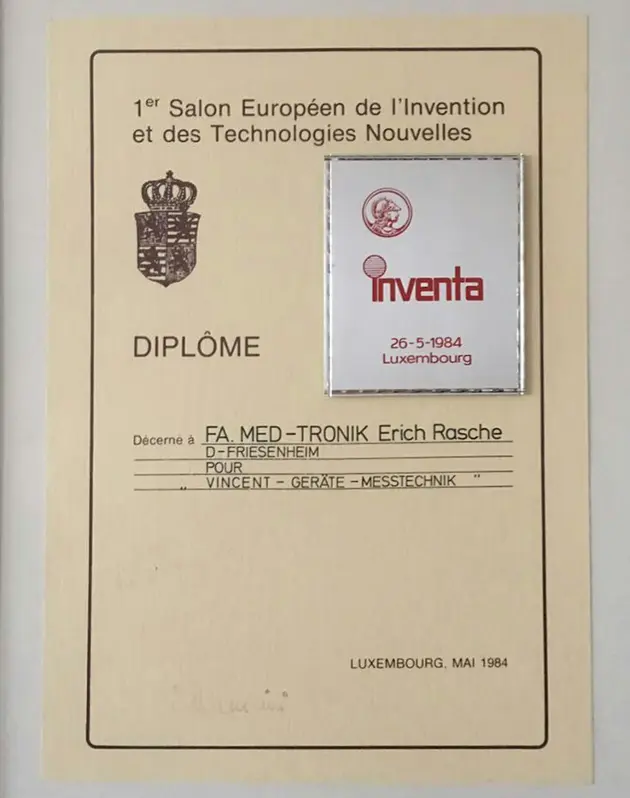 1er Salon Européen de l'Invention
et des Technologies Nouvelles
inventa
26-5-1984
Luxembourg
DIPLÔME
Décerné à FA. MED-TRONIK Erich Rasche
D-FRIESENHEIM
POUR
„ VINCENT - GERÄTE - MESSTECHNIK "
LUXEMBOURG, MAI 1984